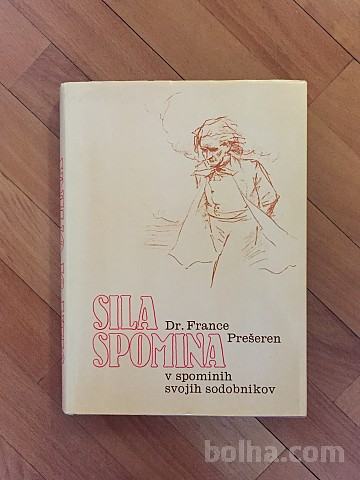 SILA
SPOMINA
Dr. France
Prešeren
v spominih
svojih sodobnikov
bolha.com